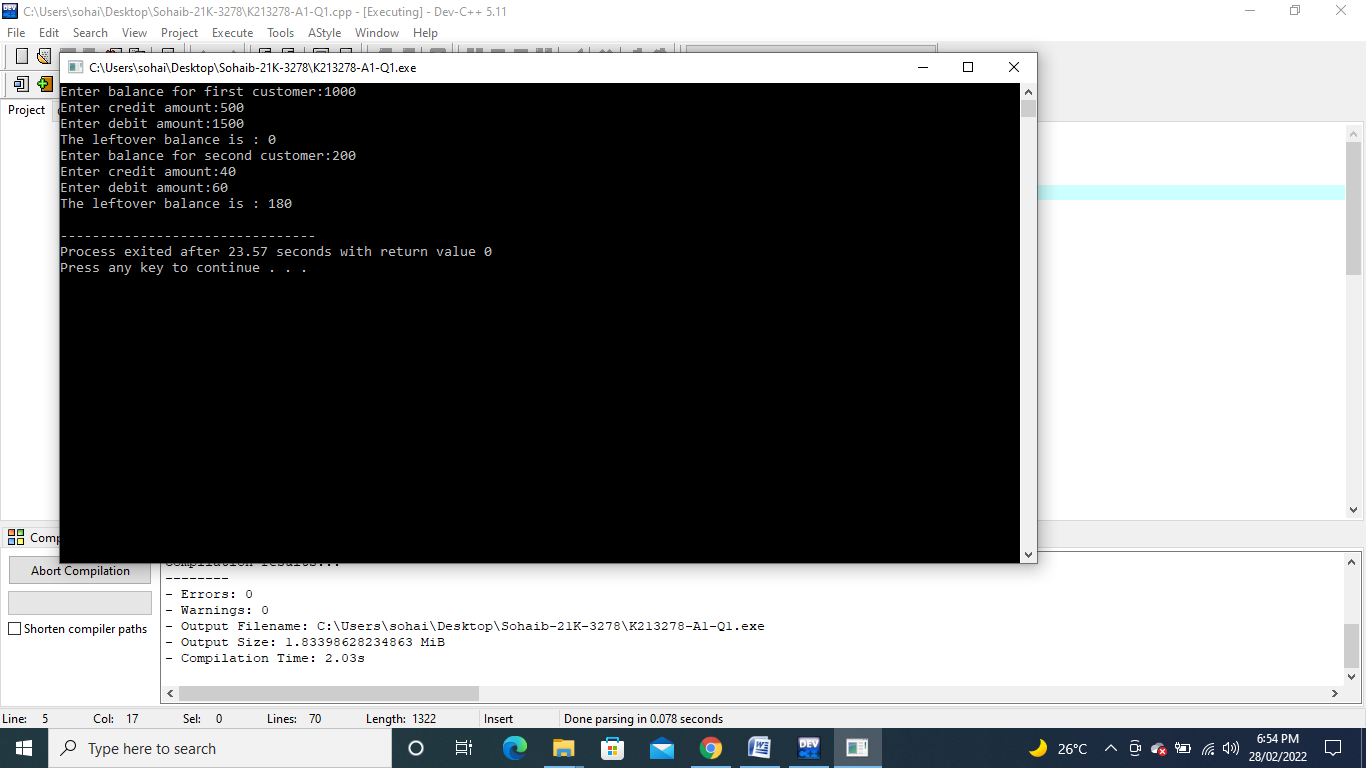 C:\Users\sohai\Desktop\Sohaib-21K-3278\K213278-A1-Q1.cpp - [Executing] - Dev-C++ 5.11
File Edit Search View Project Execute Tools AStyle Window Help
C:\Users\sohai\Desktop\Sohaib-21K-3278\K213278-A1-Q1.exe
Project
Enter balance for first customer:1000
Enter credit amount:500
Enter debit amount:1500
The leftover balance is : 0
Enter balance for second customer:200
Enter credit amount:40
Enter debit amount:60
The leftover balance is : 180
--------------------------------
Process exited after 23.57 seconds with return value 0
Press any key to continue . . .
Abort Compilation
Shorten compiler paths
Compilation results...
--------
- Errors: 0
- Warnings: 0
- Output Filename: C:\Users\sohai\Desktop\Sohaib-21K-3278\K213278-A1-Q1.exe
- Output Size: 1.83398628234863 MiB
- Compilation Time: 2.03s
Line: 5 Col: 17 Sel: 0 Lines: 70 Length: 1322 Insert Done parsing in 0.078 seconds
Type here to search
DEV
26°C
6:54 PM
28/02/2022